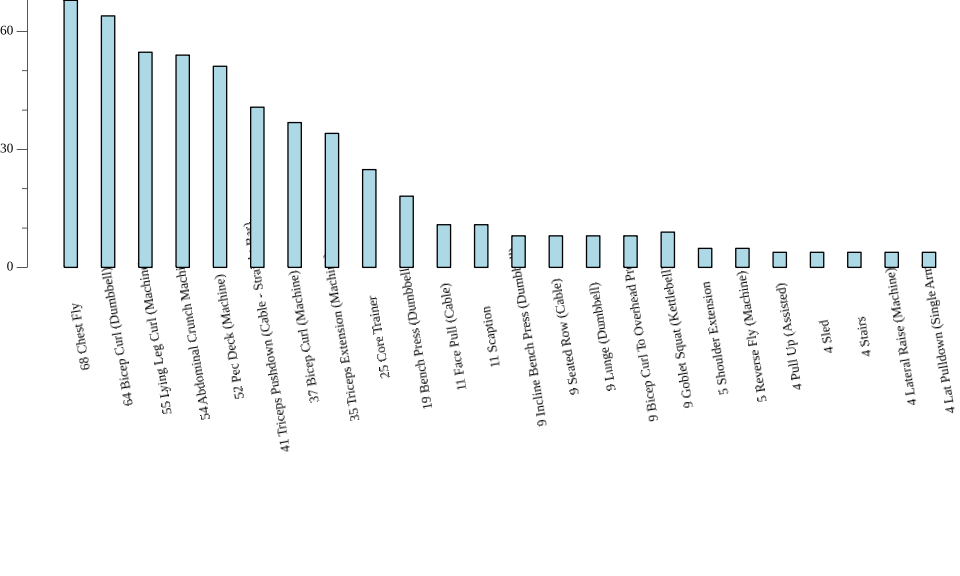 60
30
0
68 Chest Fly
64 Bicep Curl (Dumbbell)
55 Lying Leg Curl (Machine
54 Abdominal Crunch Machi
52 Pec Deck (Machine)
41 Triceps Pushdown (Cable - Stra Bar)
37 Bicep Curl (Machine)
35 Triceps Extension (Machin
25 Core Trainer
19 Bench Press (Dumbbell
11 Face Pull (Cable)
11 Scaption
9 Incline Bench Press (Dumb
9 Seated Row (Cable)
9 Lunge (Dumbbell)
9 Bicep Curl To Overhead Pr
9 Goblet Squat (Kettlebell
5 Shoulder Extension
5 Reverse Fly (Machine)
4 Pull Up (Assisted)
4 Sled
4 Stairs
4 Lateral Raise (Machine)
4 Lat Pulldown (Single Arm